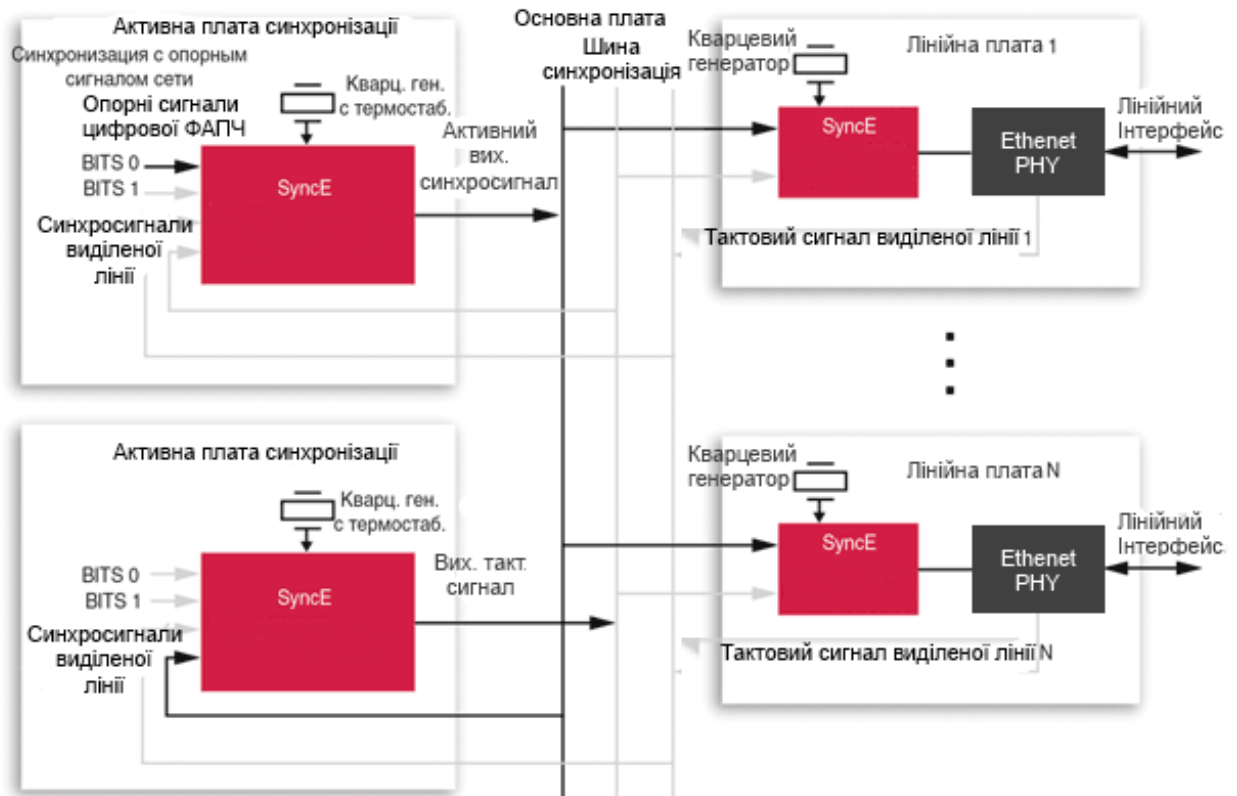 Активна плата синхронізації
Синхронизация с опорным
сигналом сети
Опорні сигнали
цифрової ФАПЧ
BITS 0
BITS 1
Синхросигнали
виділеної
лінії
Кварц. ген.
с термостаб.
SyncE
Активний
вих.
синхросигнал
Основна плата
Шина
синхронізація
Кварцевий
генератор
Лінійна плата 1
SyncE
Ethenet
PHY
Лінійний
Інтерфейс
Тактовий сигнал виділеної лінії 1
Активна плата синхронізації
Кварц. ген.
с термостаб.
BITS 0
BITS 1
Синхросигнали
виділеної
лінії
SyncE
Вих. такт.
сигнал
Кварцевий
генератор
Лінійна плата N
SyncE
Ethenet
PHY
Лінійний
Інтерфейс.
Тактовий сигнал виділеної лінії N